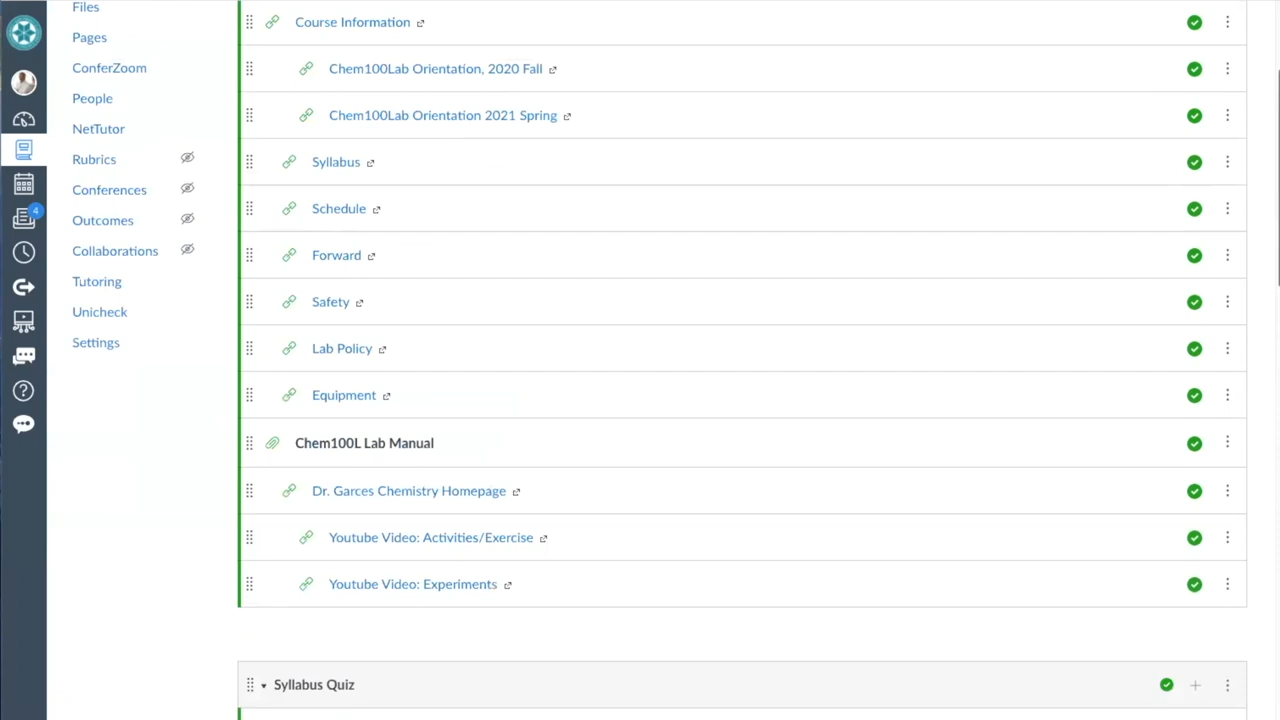 Files
Pages
ConferZoom
People
NetTutor
Rubrics
Conferences
Outcomes
Collaborations
Tutoring
Unicheck
Settings
4
Course Information
Chem100Lab Orientation, 2020 Fall
Chem100Lab Orientation 2021 Spring
Syllabus
Schedule
Forward
Safety
Lab Policy
Equipment
Chem100L Lab Manual
Dr. Garces Chemistry Homepage
Youtube Video: Activities/Exercise
Youtube Video: Experiments
Syllabus Quiz